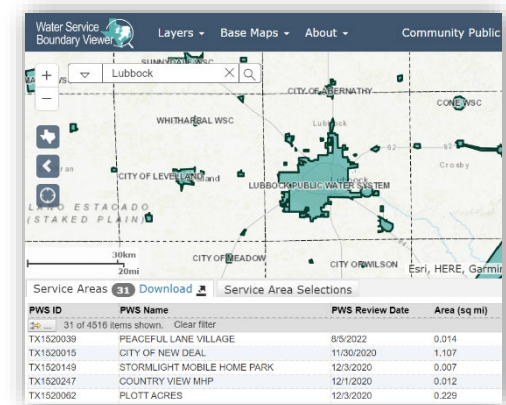 Water Service
Boundary Viewer
Layers Base Maps About Community Public
Lubbock
CITY OF ABERNATHY
CONE WSC
WHITHARRAL WSC
CITY OF LEVELLAND
Crosby
LUBBOCK PUBLIC WATER SYSTEM
LLANO ESTACADO
(STAKED PLAIN)
30km
20mi
CITY OF MEADOW
CITY OF WILSON
Esri, HERE, Garmin
Service Areas 31 Download Service Area Selections
PWS ID PWS Name PWS Review Date Area (sq mi)
... 31 of 4516 items shown. Clear filter
TX1520039 PEACEFUL LANE VILLAGE 8/5/2022 0.014
TX1520015 CITY OF NEW DEAL 11/30/2020 1.107
TX1520149 STORMLIGHT MOBILE HOME PARK 12/3/2020 0.007
TX1520247 COUNTRY VIEW MHP 12/1/2020 0.012
TX1520062 PLOTT ACRES 12/3/2020 0.229